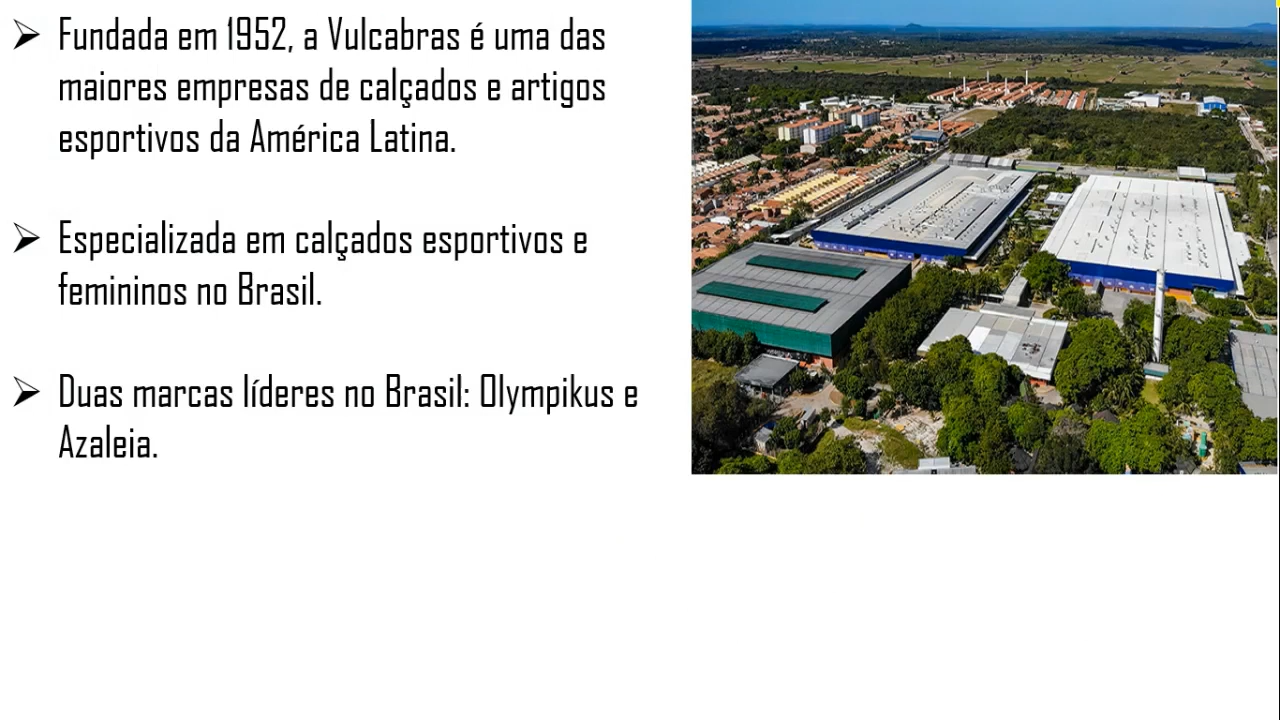 Fundada em 1952, a Vulcabras é uma das
maiores empresas de calçados e artigos
esportivos da América Latina.
Especializada em calçados esportivos e
femininos no Brasil.
Duas marcas líderes no Brasil: Olympikus e
Azaleia.